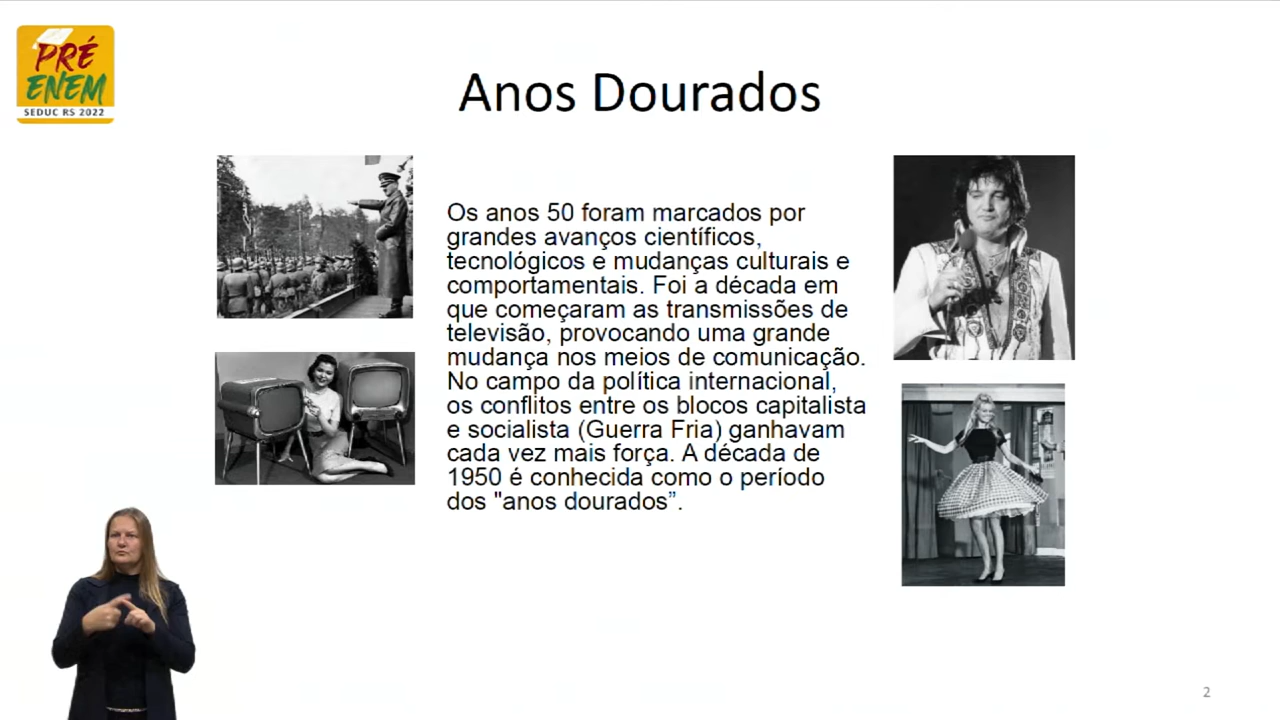 PRÉ
ENEM
SEDUC RS 2022
Anos Dourados
Os anos 50 foram marcados por
grandes avanços científicos,
tecnológicos e mudanças culturais e
comportamentais. Foi a década em
que começaram as transmissões de
televisão, provocando uma grande
mudança nos meios de comunicação.
No campo da política internacional,
os conflitos entre os blocos capitalista
e socialista (Guerra Fria) ganhavam
cada vez mais força. A década de
1950 é conhecida como o período
dos "anos dourados”.
2